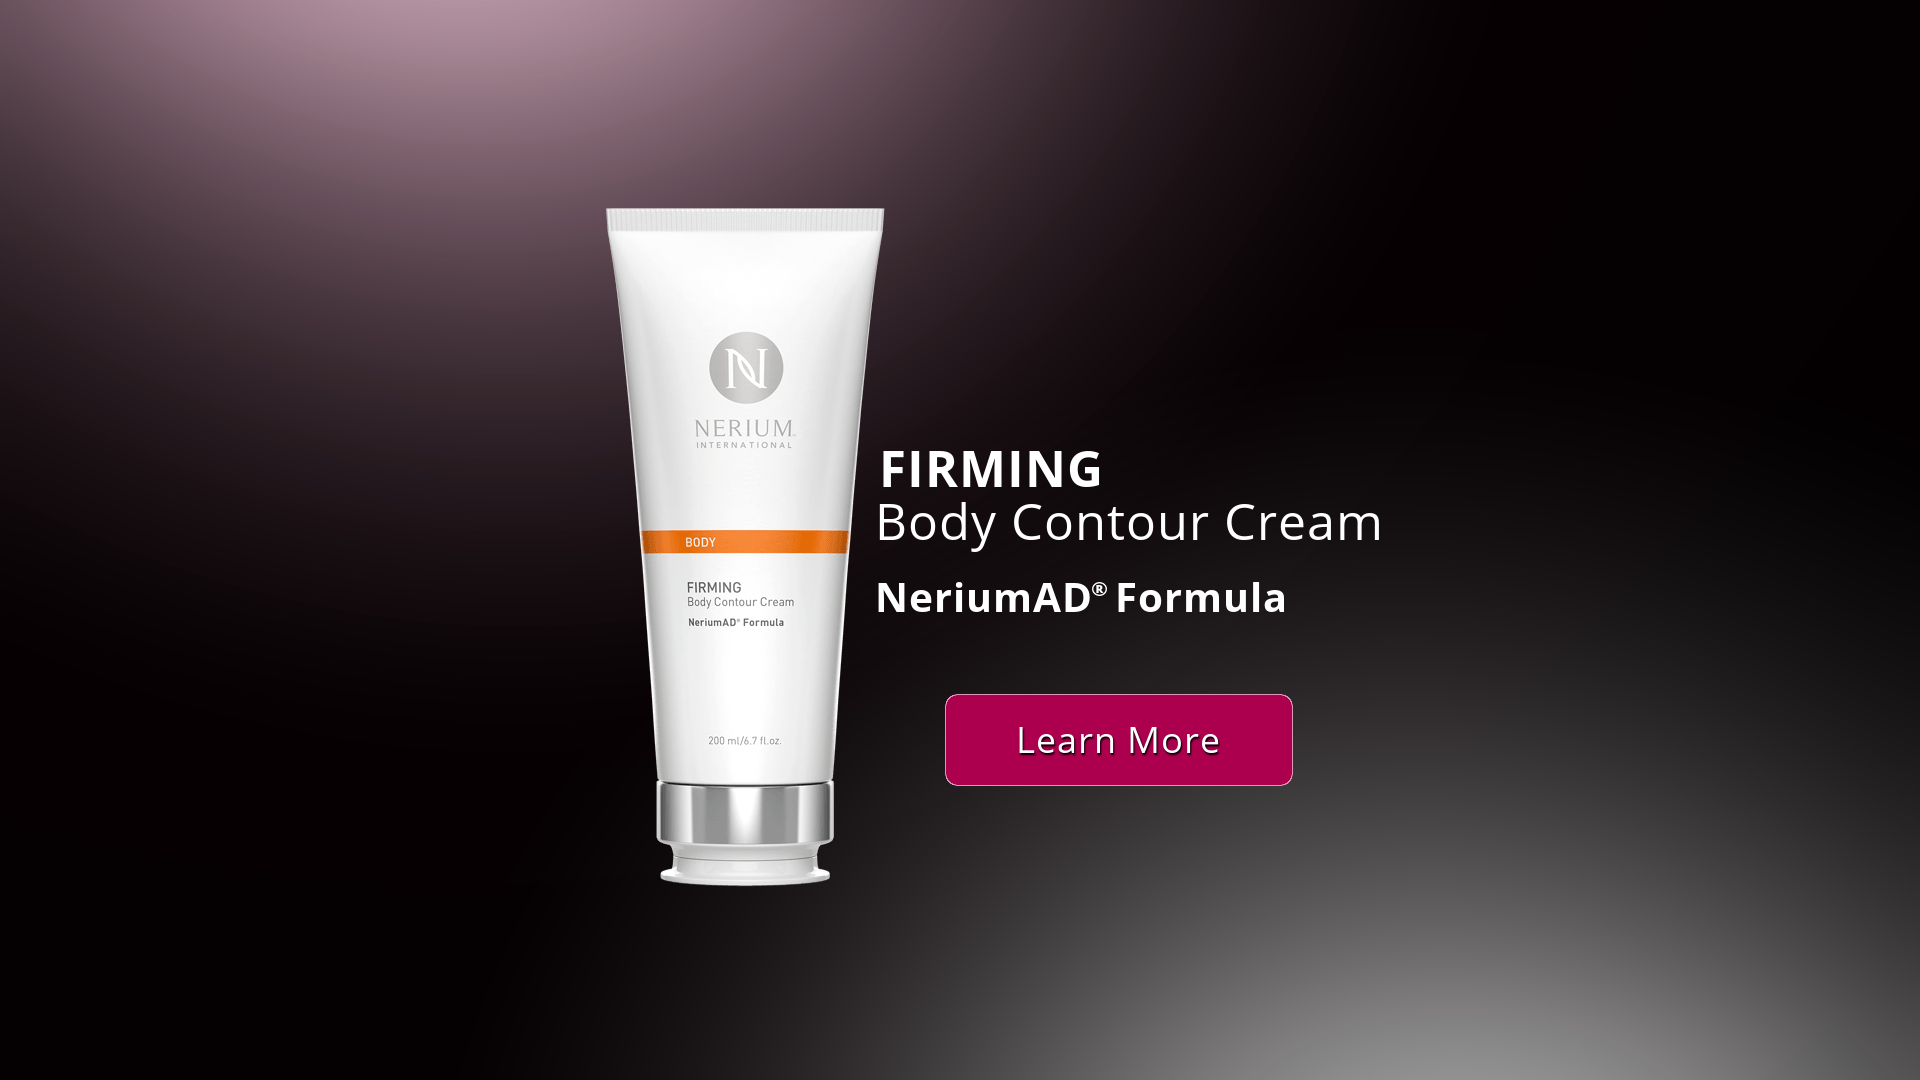 N
NERIUM™
INTERNATIONAL
BODY
FIRMING
Body Contour Cream
NeriumAD® Formula
200 ml/6.7 fl.oz.
FIRMING
Body Contour Cream
NeriumAD® Formula
Learn More